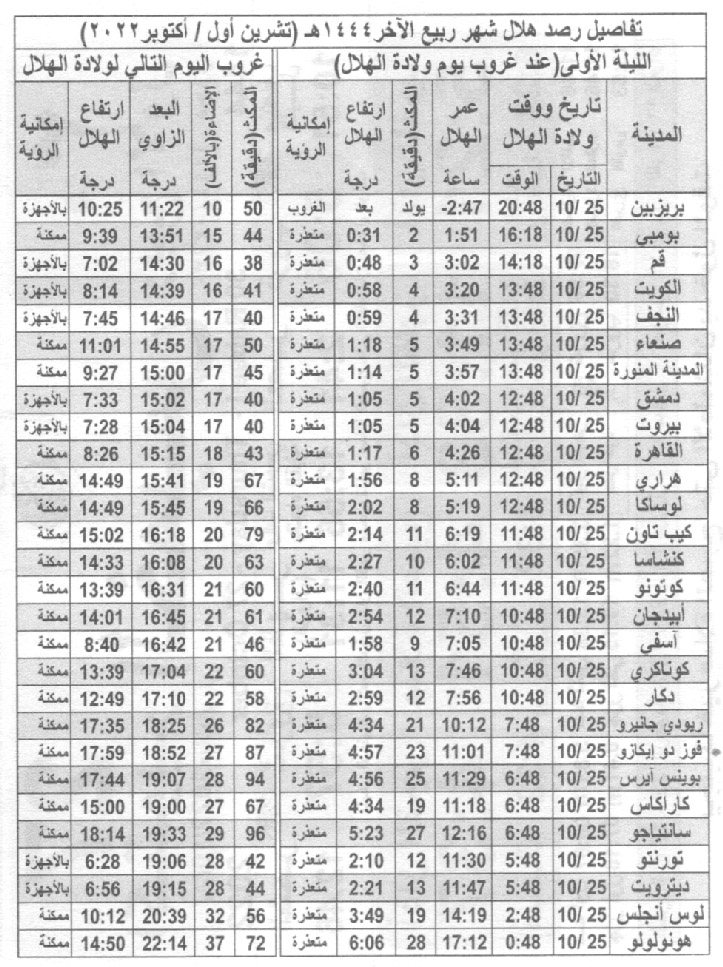 تفاصيل رصد هلال شهر ربيع الآخر ١٤٤٤هـ (تشرين أول / أكتوبر٢٠٢٢)
الليلة الأولى(عند غروب يوم ولادة الهلال) غروب اليوم التالي لولادة الهلال
المدينة تاريخ ووقت ولادة الهلال عمر الهلال المكث(دقيقة) ارتفاع الهلال إمكانية الرؤية المكث(دقيقة) الإضاءة(بالألف) البعد الزاوي ارتفاع الهلال إمكانية الرؤية
التاريخ الوقت ساعة درجة درجة درجة
بريزبين 10/ 25 20:48 -2:47 يولد بعد الغروب 50 10 11:22 10:25 بالأجهزة
بومبي 10/ 25 16:18 1:51 2 0:31 متعذرة 44 15 13:51 9:39 ممكنة
قم 10/ 25 14:18 3:02 3 0:48 متعذرة 38 16 14:30 7:02 بالأجهزة
الكويت 10/ 25 13:48 3:20 4 0:58 متعذرة 41 16 14:39 8:14 بالأجهزة
النجف 10/ 25 13:48 3:31 4 0:59 متعذرة 40 17 14:46 7:45 بالأجهزة
صنعاء 10/ 25 13:48 3:49 5 1:18 متعذرة 50 17 14:55 11:01 ممكنة
المدينة المنورة 10/ 25 13:48 3:57 5 1:14 متعذرة 45 17 15:00 9:27 ممكنة
دمشق 10/ 25 12:48 4:02 5 1:05 متعذرة 40 17 15:02 7:33 بالأجهزة
بيروت 10/ 25 12:48 4:04 5 1:05 متعذرة 40 17 15:04 7:28 بالأجهزة
القاهرة 10/ 25 12:48 4:26 6 1:17 متعذرة 43 18 15:15 8:26 ممكنة
هراري 10/ 25 12:48 5:11 8 1:56 متعذرة 67 19 15:41 14:49 ممكنة
لوساكا 10/ 25 12:48 5:19 8 2:02 متعذرة 66 19 15:45 14:49 ممكنة
كيب تاون 10/ 25 11:48 6:19 11 2:14 متعذرة 79 20 16:18 15:02 ممكنة
كنشاسا 10/ 25 11:48 6:02 10 2:27 متعذرة 63 20 16:08 14:33 ممكنة
كوتونو 10/ 25 11:48 6:44 11 2:40 متعذرة 60 21 16:31 13:39 ممكنة
أبيدجان 10/ 25 10:48 7:10 12 2:54 متعذرة 61 21 16:45 14:01 ممكنة
آسفي 10/ 25 10:48 7:05 9 1:58 متعذرة 46 21 16:42 8:40 ممكنة
كوناكري 10/ 25 10:48 7:46 13 3:04 متعذرة 60 22 17:04 13:39 ممكنة
دكار 10/ 25 10:48 7:56 12 2:59 متعذرة 58 22 17:10 12:49 ممكنة
ريودي جانيرو 10/ 25 7:48 10:12 21 4:34 متعذرة 82 26 18:25 17:35 ممكنة
فوز دو إيكازو 10/ 25 7:48 11:01 23 4:57 متعذرة 87 27 18:52 17:59 ممكنة
بوينس آيرس 10/ 25 6:48 11:29 25 4:56 متعذرة 94 28 19:07 17:44 ممكنة
كاراكاس 10/ 25 6:48 11:18 19 4:34 متعذرة 67 27 19:00 15:00 ممكنة
سانتياجو 10/ 25 6:48 12:16 27 5:23 متعذرة 96 29 19:33 18:14 ممكنة
تورنتو 10/ 25 5:48 11:30 12 2:10 متعذرة 42 28 19:06 6:28 بالأجهزة
ديترويت 10/ 25 5:48 11:47 13 2:21 متعذرة 44 28 19:15 6:56 بالأجهزة
لوس أنجلس 10/ 25 2:48 14:19 19 3:49 متعذرة 56 32 20:39 10:12 ممكنة
هونولولو 10/ 25 0:48 17:12 28 6:06 متعذرة 72 37 22:14 14:50 ممكنة